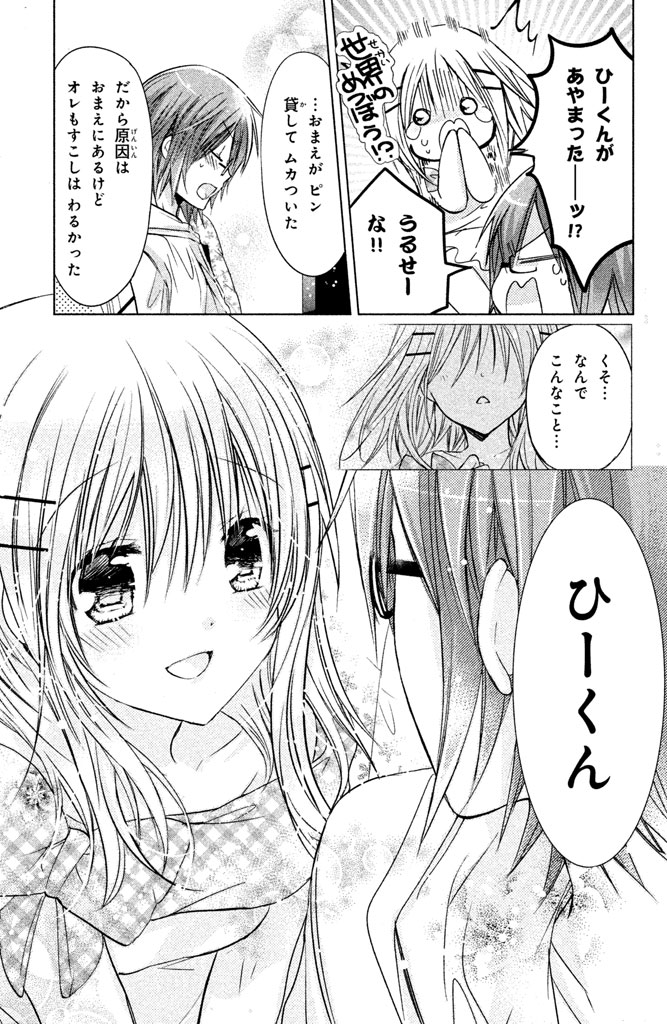 ひーくんが
あやまったーーッ!?
世界の
めつぼう!?
うるせー
な!!
…おまえが ピン
貸して ムカついた
だから原因は
おまえにあるけど
オレもすこしは わるかった
くそ…
なんで
こんなこと…
ひーくん